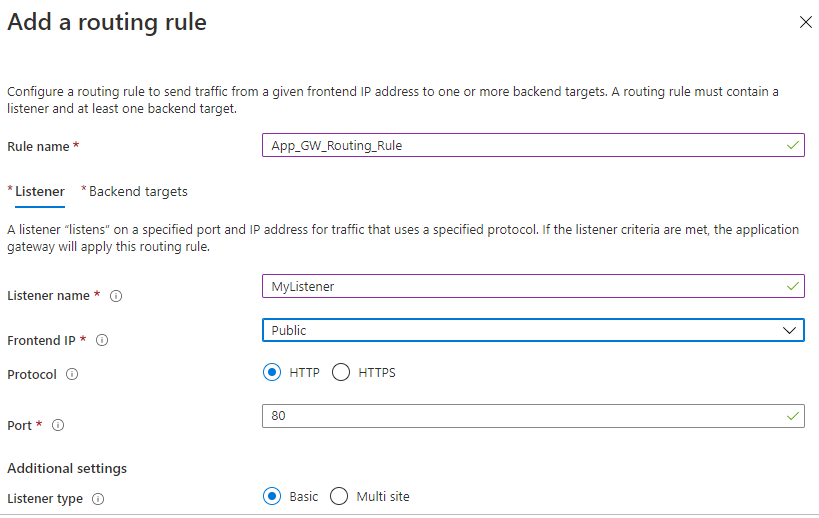 Add a routing rule
Configure a routing rule to send traffic from a given frontend IP address to one or more backend targets. A routing rule must contain a
listener and at least one backend target.
Rule name *
App_GW_Routing_Rule
* Listener * Backend targets
A listener “listens” on a specified port and IP address for traffic that uses a specified protocol. If the listener criteria are met, the application
gateway will apply this routing rule.
Listener name *
MyListener
Frontend IP *
Public
Protocol
HTTP HTTPS
Port *
80
Additional settings
Listener type
Basic Multi site